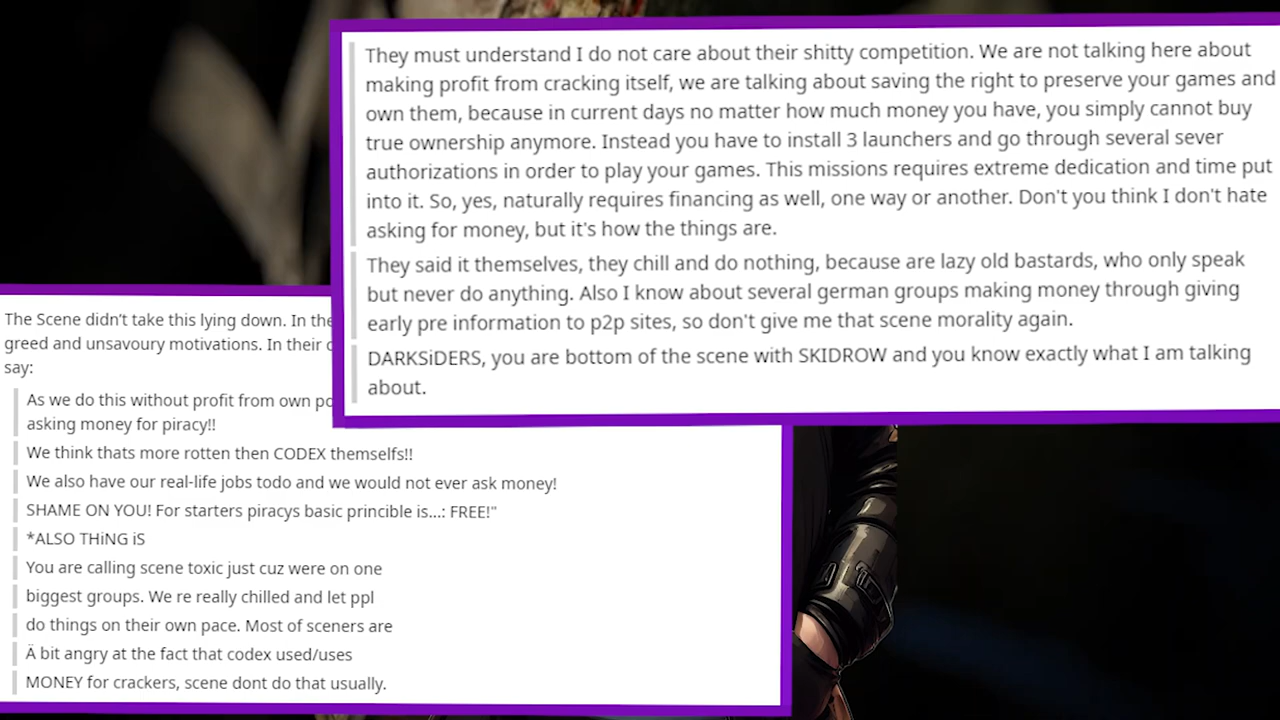 They must understand I do not care about their shitty competition. We are not talking here about
making profit from cracking itself, we are talking about saving the right to preserve your games and
own them, because in current days no matter how much money you have, you simply cannot buy
true ownership anymore. Instead you have to install 3 launchers and go through several sever
authorizations in order to play your games. This missions requires extreme dedication and time put
into it. So, yes, naturally requires financing as well, one way or another. Don't you think I don't hate
asking for money, but it's how the things are.
They said it themselves, they chill and do nothing, because are lazy old bastards, who only speak
but never do anything. Also I know about several german groups making money through giving
early pre information to p2p sites, so don't give me that scene morality again.
DARKSiDERS, you are bottom of the scene with SKIDROW and you know exactly what I am talking
about.
The Scene didn't take this lying down. In the
greed and unsavoury motivations. In their
say:
As we do this without profit from own
asking money for piracy!!
We think thats more rotten then CODEX themselfs!!
We also have our real-life jobs todo and we would not ever ask money!
SHAME ON YOU! For starters piracys basic princible is...: FREE!"
*ALSO THiNG iS
You are calling scene toxic just cuz were on one
biggest groups. We re really chilled and let ppl
do things on their own pace. Most of sceners are
Ä bit angry at the fact that codex used/uses
MONEY for crackers, scene dont do that usually.